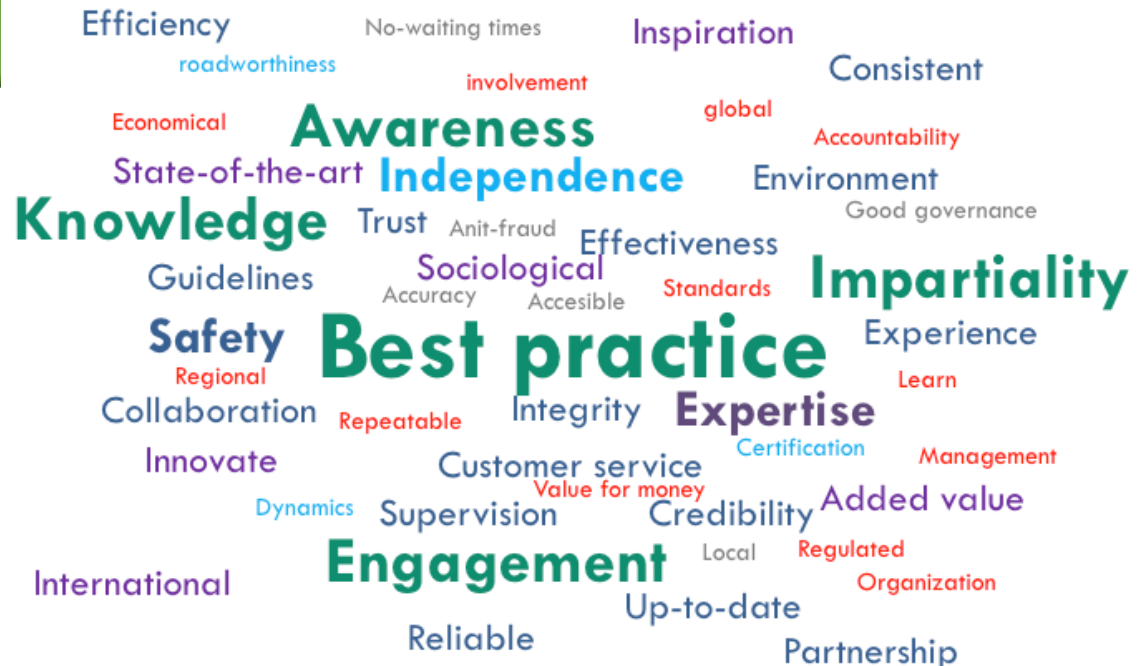 Efficiency
No-waiting times
Inspiration
roadworthiness
involvement
Consistent
Economical
Awareness
global
Accountability
State-of-the-art
Independence
Environment
Knowledge
Trust
Anit-fraud
Effectiveness
Good governance
Guidelines
Sociological
Accuracy
Accesible
Standards
Impartiality
Safety
Best practice
Experience
Regional
Learn
Collaboration
Repeatable
Integrity
Expertise
Certification
Management
Innovate
Customer service
Value for money
Added value
Dynamics
Supervision
Credibility
Engagement
Local
Regulated
International
Organization
Up-to-date
Reliable
Partnership